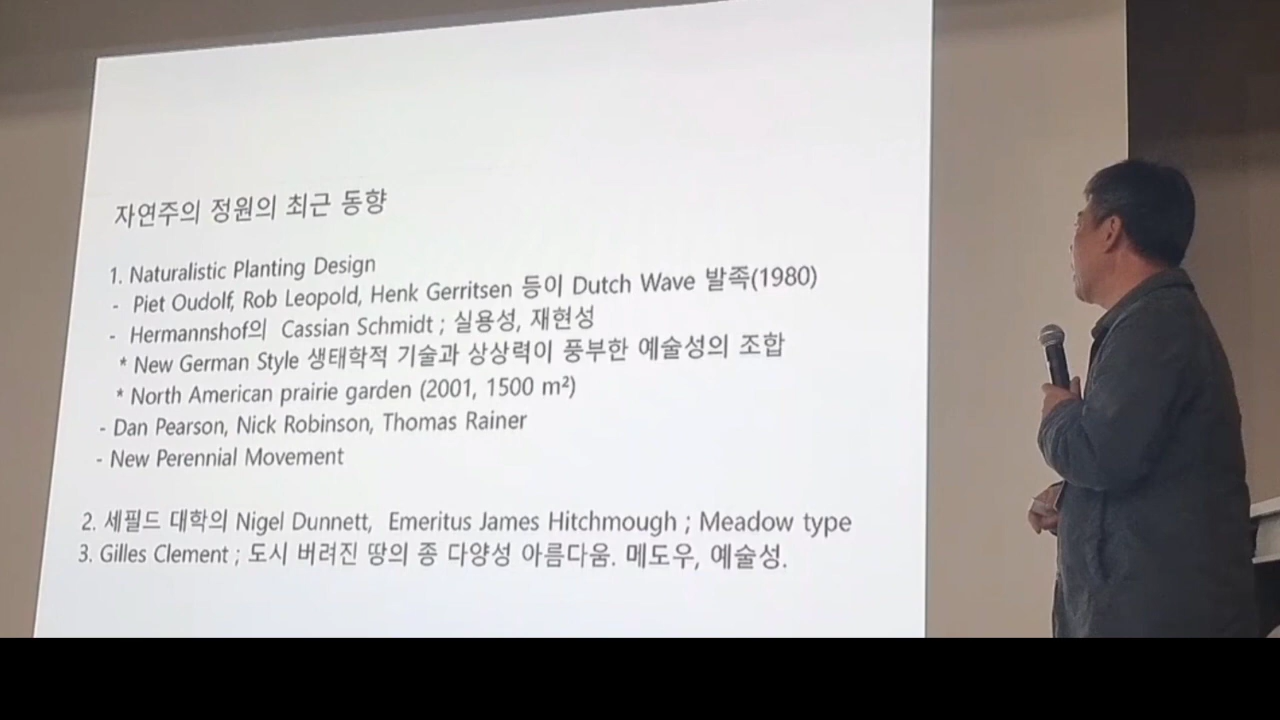 자연주의 정원의 최근 동향
1. Naturalistic Planting Design
- Piet Oudolf, Rob Leopold, Henk Gerritsen 등이 Dutch Wave 발족(1980)
- Hermannshof의 Cassian Schmidt ; 실용성, 재현성
* New German Style 생태학적 기술과 상상력이 풍부한 예술성의 조합
* North American prairie garden (2001, 1500 m²)
- Dan Pearson, Nick Robinson, Thomas Rainer
- New Perennial Movement
2. 세필드 대학의 Nigel Dunnett, Emeritus James Hitchmough ; Meadow type
3. Gilles Clement ; 도시 버려진 땅의 종 다양성 아름다움. 메도우, 예술성.